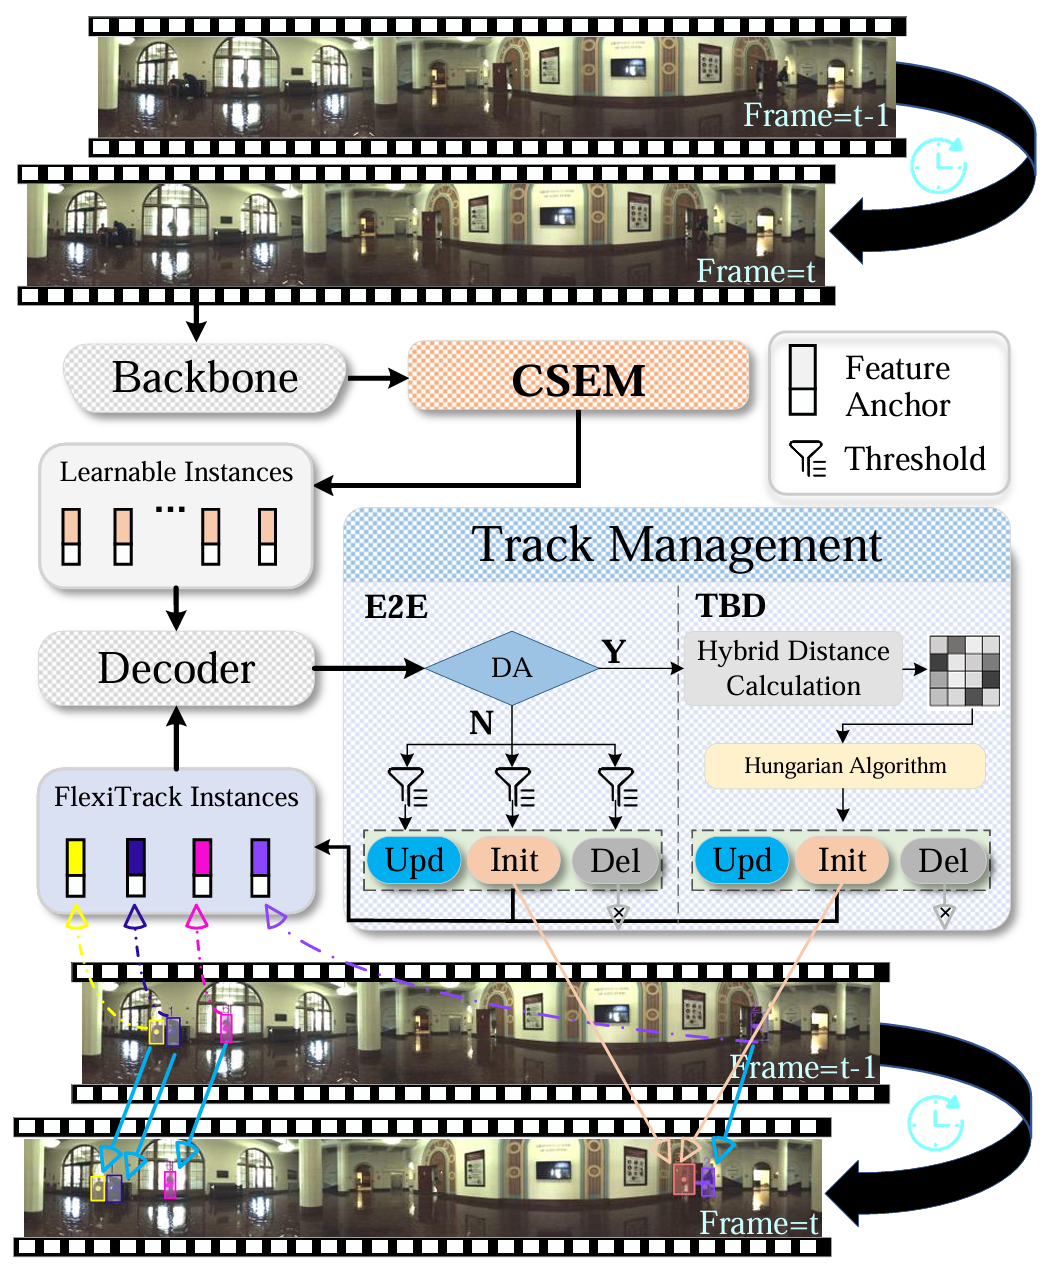 Frame=t-1
Frame=t
Backbone
CSEM
Feature
Anchor
Threshold
Learnable Instances
...
Track Management
E2E
TBD
Decoder
DA
Y
N
Hybrid Distance
Calculation
Hungarian Algorithm
FlexiTrack Instances
Upd
Init
Del
Upd
Init
Del
Frame=t-1
Frame=t